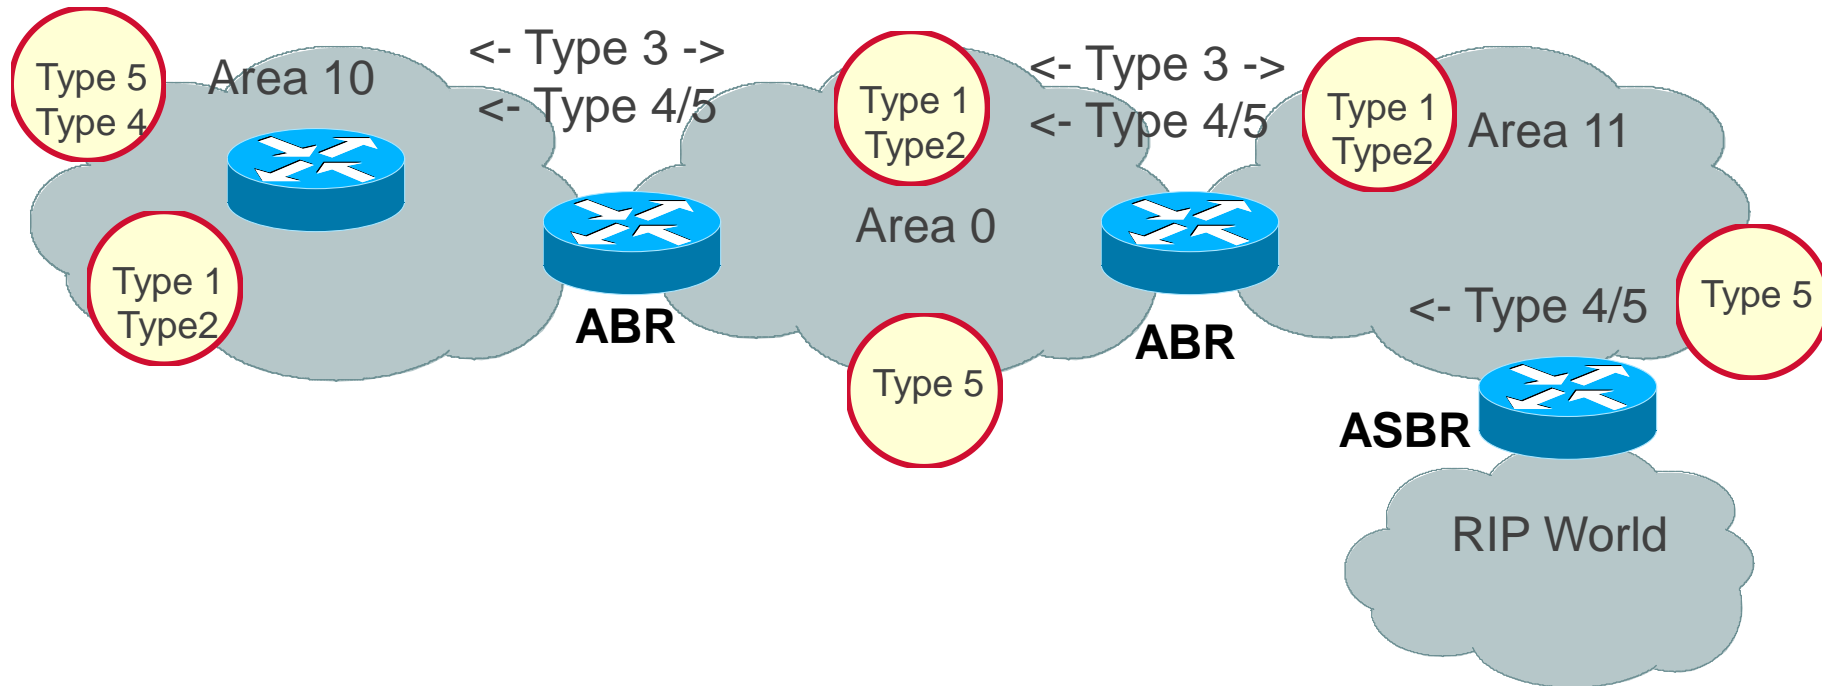 Type 5
Type 4
Area 10
<- Type 3 ->
<- Type 4/5
Type 1
Type2
<- Type 3 ->
<- Type 4/5
Type 1
Type2
Area 11
Area 0
Type 1
Type2
ABR
ABR
<- Type 4/5
Type 5
Type 5
ASBR
RIP World